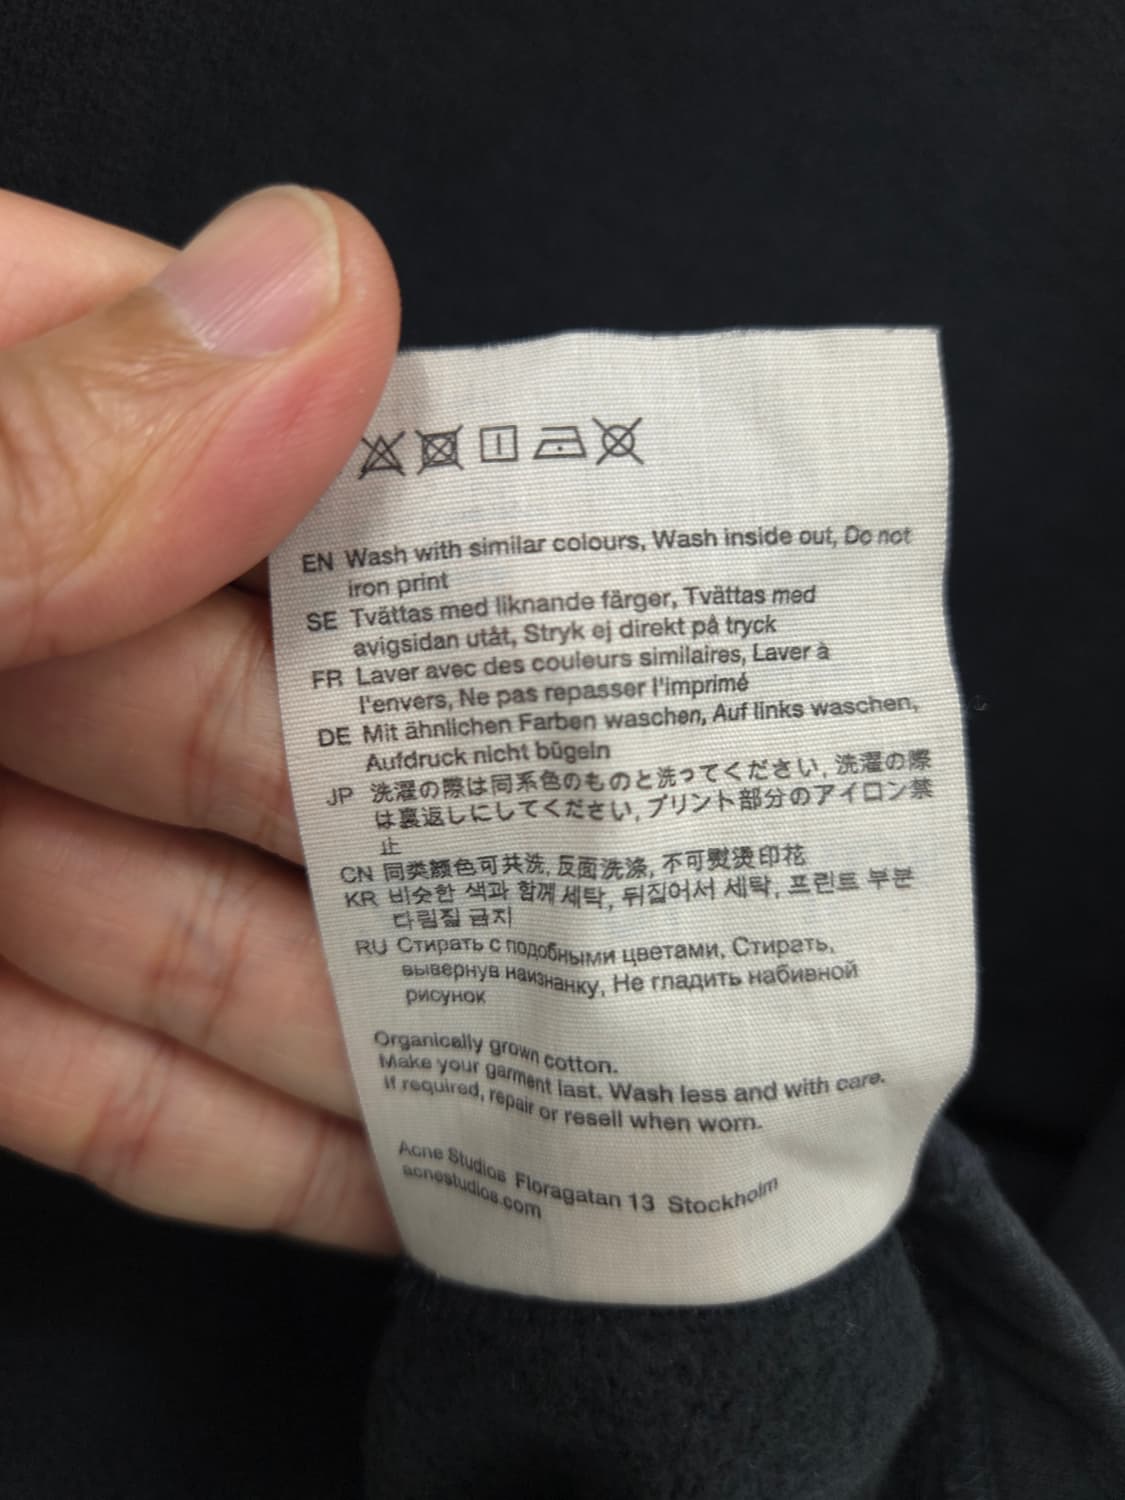 EN Wash with similar colours, Wash inside out, Do not
iron print
SE Tvättas med liknande färger, Tvättas med
avigsidan utåt, Stryk ej direkt på tryck
FR Laver avec des couleurs similaires, Laver à
l'envers, Ne pas repasser l'imprimé
DE Mit ähnlichen Farben waschen, Auf links waschen,
Aufdruck nicht bügeln
JP 洗濯の際は同系色のものと洗ってください, 洗濯の際
は裏返しにしてください, プリント部分のアイロン禁
止
CN 同类颜色可共洗, 反面洗涤, 不可熨烫印花
KR 비슷한 색과 함께 세탁, 뒤집어서 세탁, 프린트 부분
다림질 금지
RU Стирать с подобными цветами, Стирать,
вывернув наизнанку, Не гладить набивной
рисунок
Organically grown cotton.
Make your garment last. Wash less and with care.
If required, repair or resell when worn.
Acne Studios Floragatan 13 Stockholm
acnestudios.com